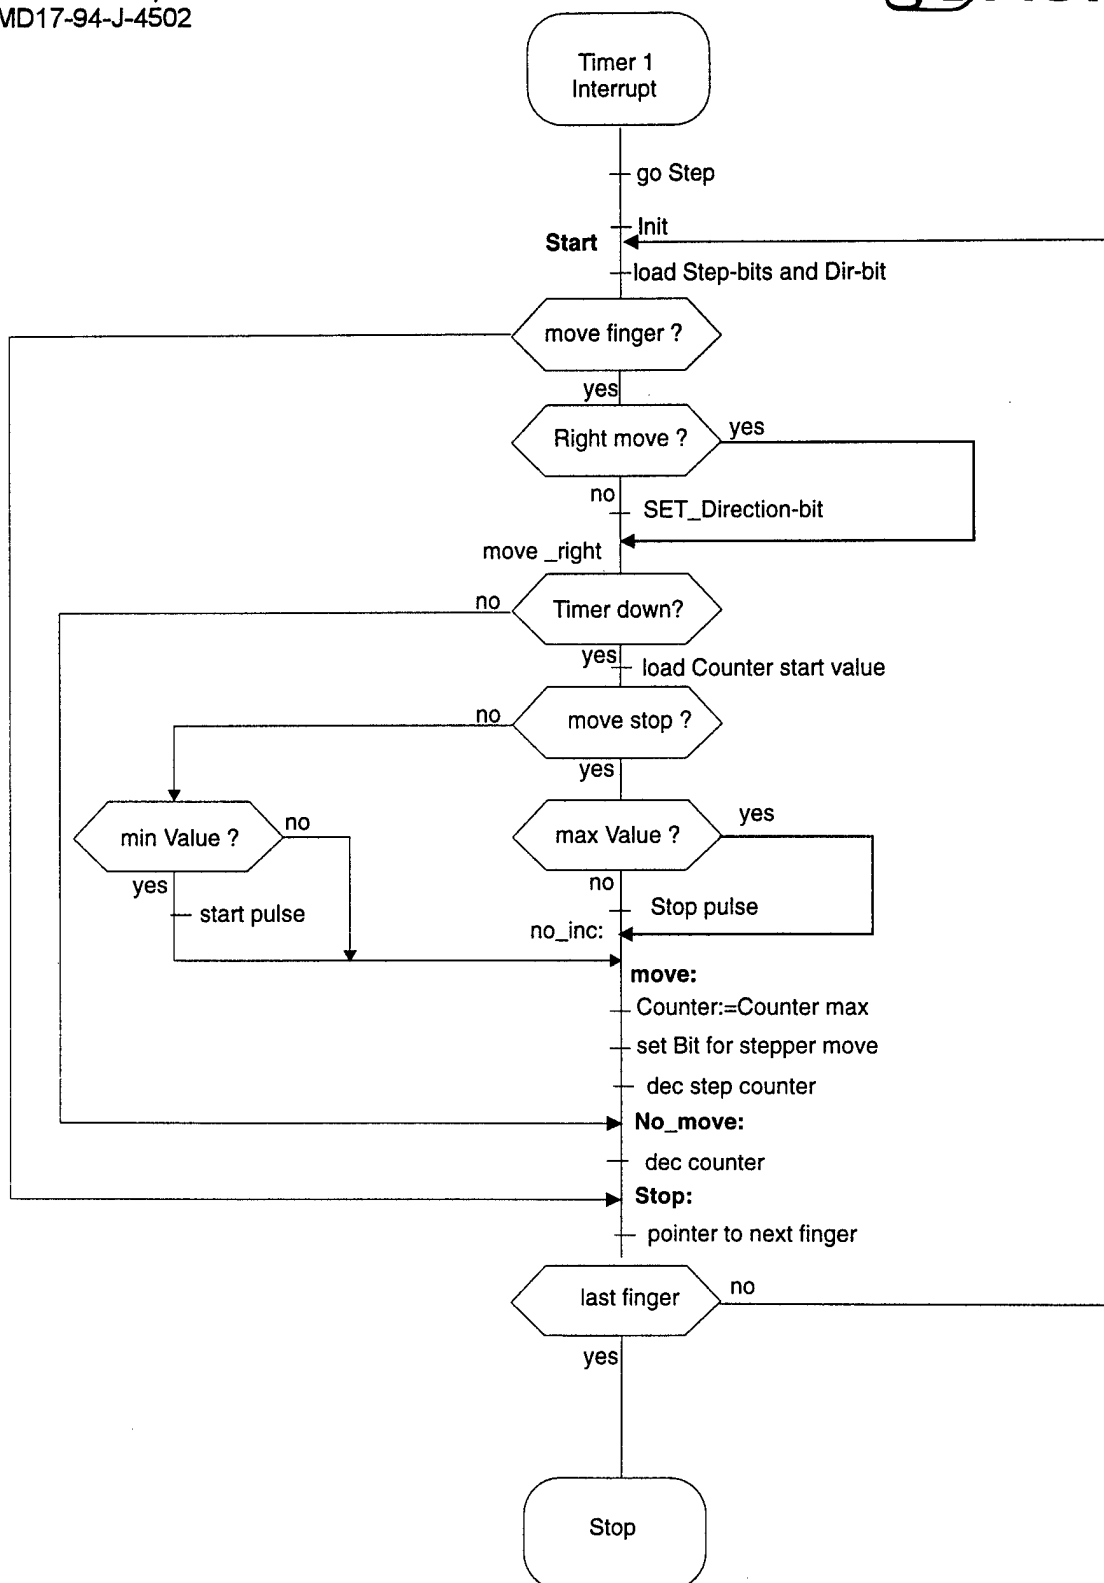 MD17-94-J-4502
Timer 1
Interrupt
go Step
Init
Start
load Step-bits and Dir-bit
move finger ?
yes
Right move ?
yes
no
SET_Direction-bit
move _right
no
Timer down?
yes
load Counter start value
no
move stop ?
yes
min Value ?
no
max Value ?
yes
yes
start pulse
no
Stop pulse
no_inc:
move:
Counter:=Counter max
set Bit for stepper move
dec step counter
No_move:
dec counter
Stop:
pointer to next finger
last finger
no
yes
Stop